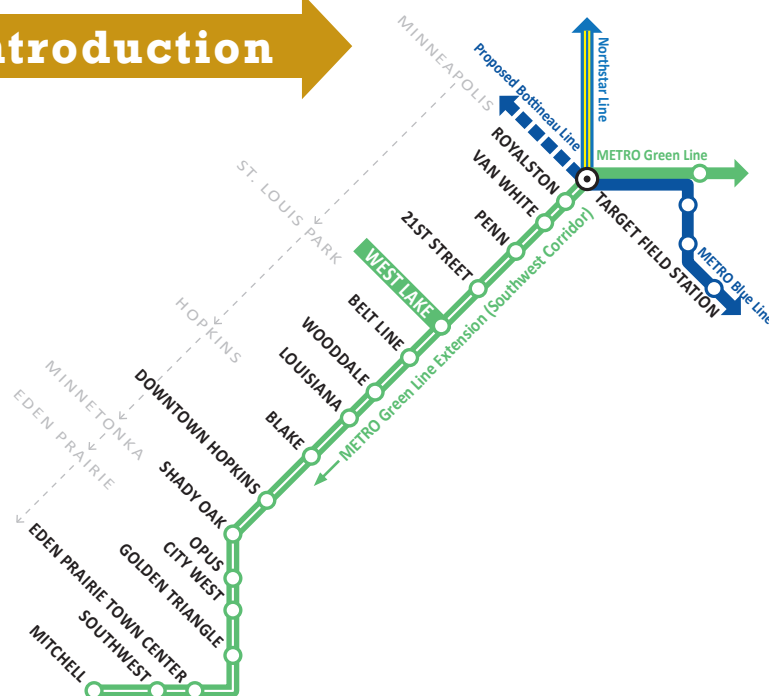 ntroduction
MINNEAPOLIS
Northstar Line
Proposed Bottineau Line
METRO Green Line
ROYALSTON
VAN WHITE
TARGET FIELD STATION
METRO Blue Line
PENN
ST. LOUIS PARK
21ST STREET
WEST LAKE
METRO Green Line Extension (Southwest Corridor)
BELT LINE
HOPKINS
WOODDALE
LOUISIANA
BLAKE
MINNETONKA
DOWNTOWN HOPKINS
EDEN PRAIRIE
SHADY OAK
OPUS
CITY WEST
GOLDEN TRIANGLE
EDEN PRAIRIE TOWN CENTER
SOUTHWEST
MITCHELL